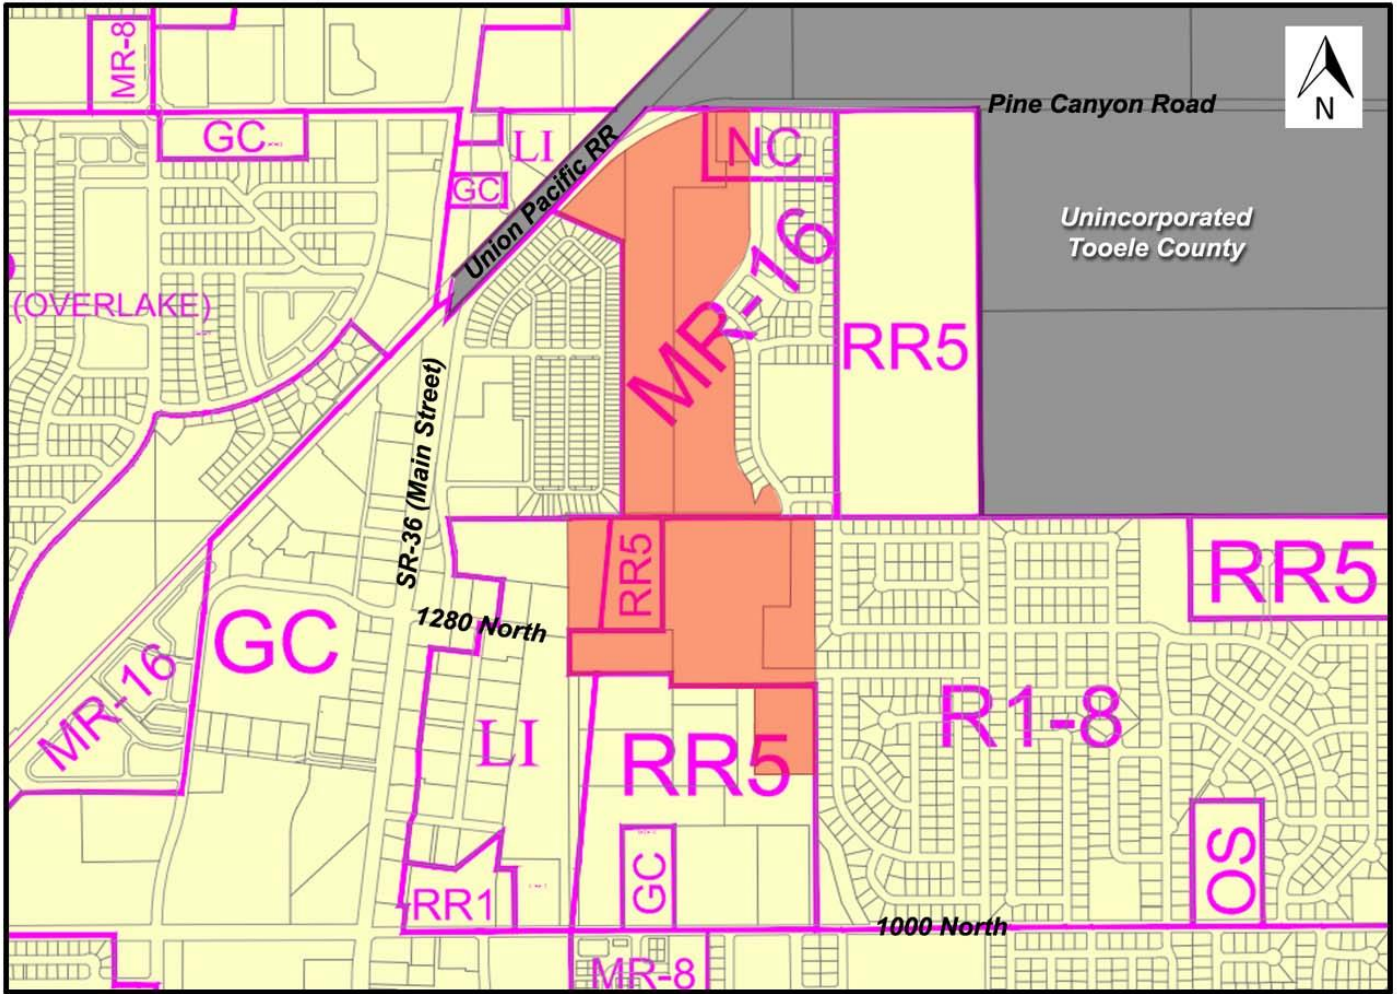 MR-8
Pine Canyon Road
N
GC
LI
NC
Union Pacific RR
GC
MR-16
Unincorporated
Tooele County
(OVERLAKE)
RR5
SR-36 (Main Street)
RR5
RR5
GC
1280 North
MR-16
LI
RR5
R1-8
GC
OS
RR1
1000 North
MR-8